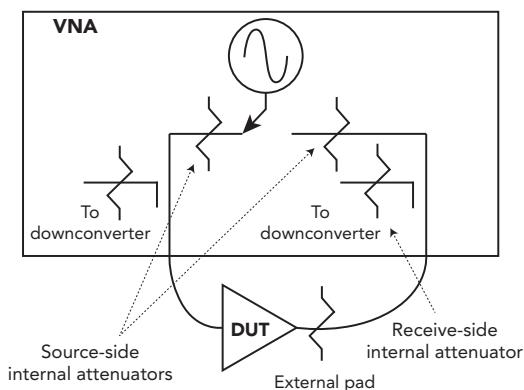 VNA
To
downconverter
To
downconverter
DUT
Source-side
internal attenuators
External pad
Receive-side
internal attenuator